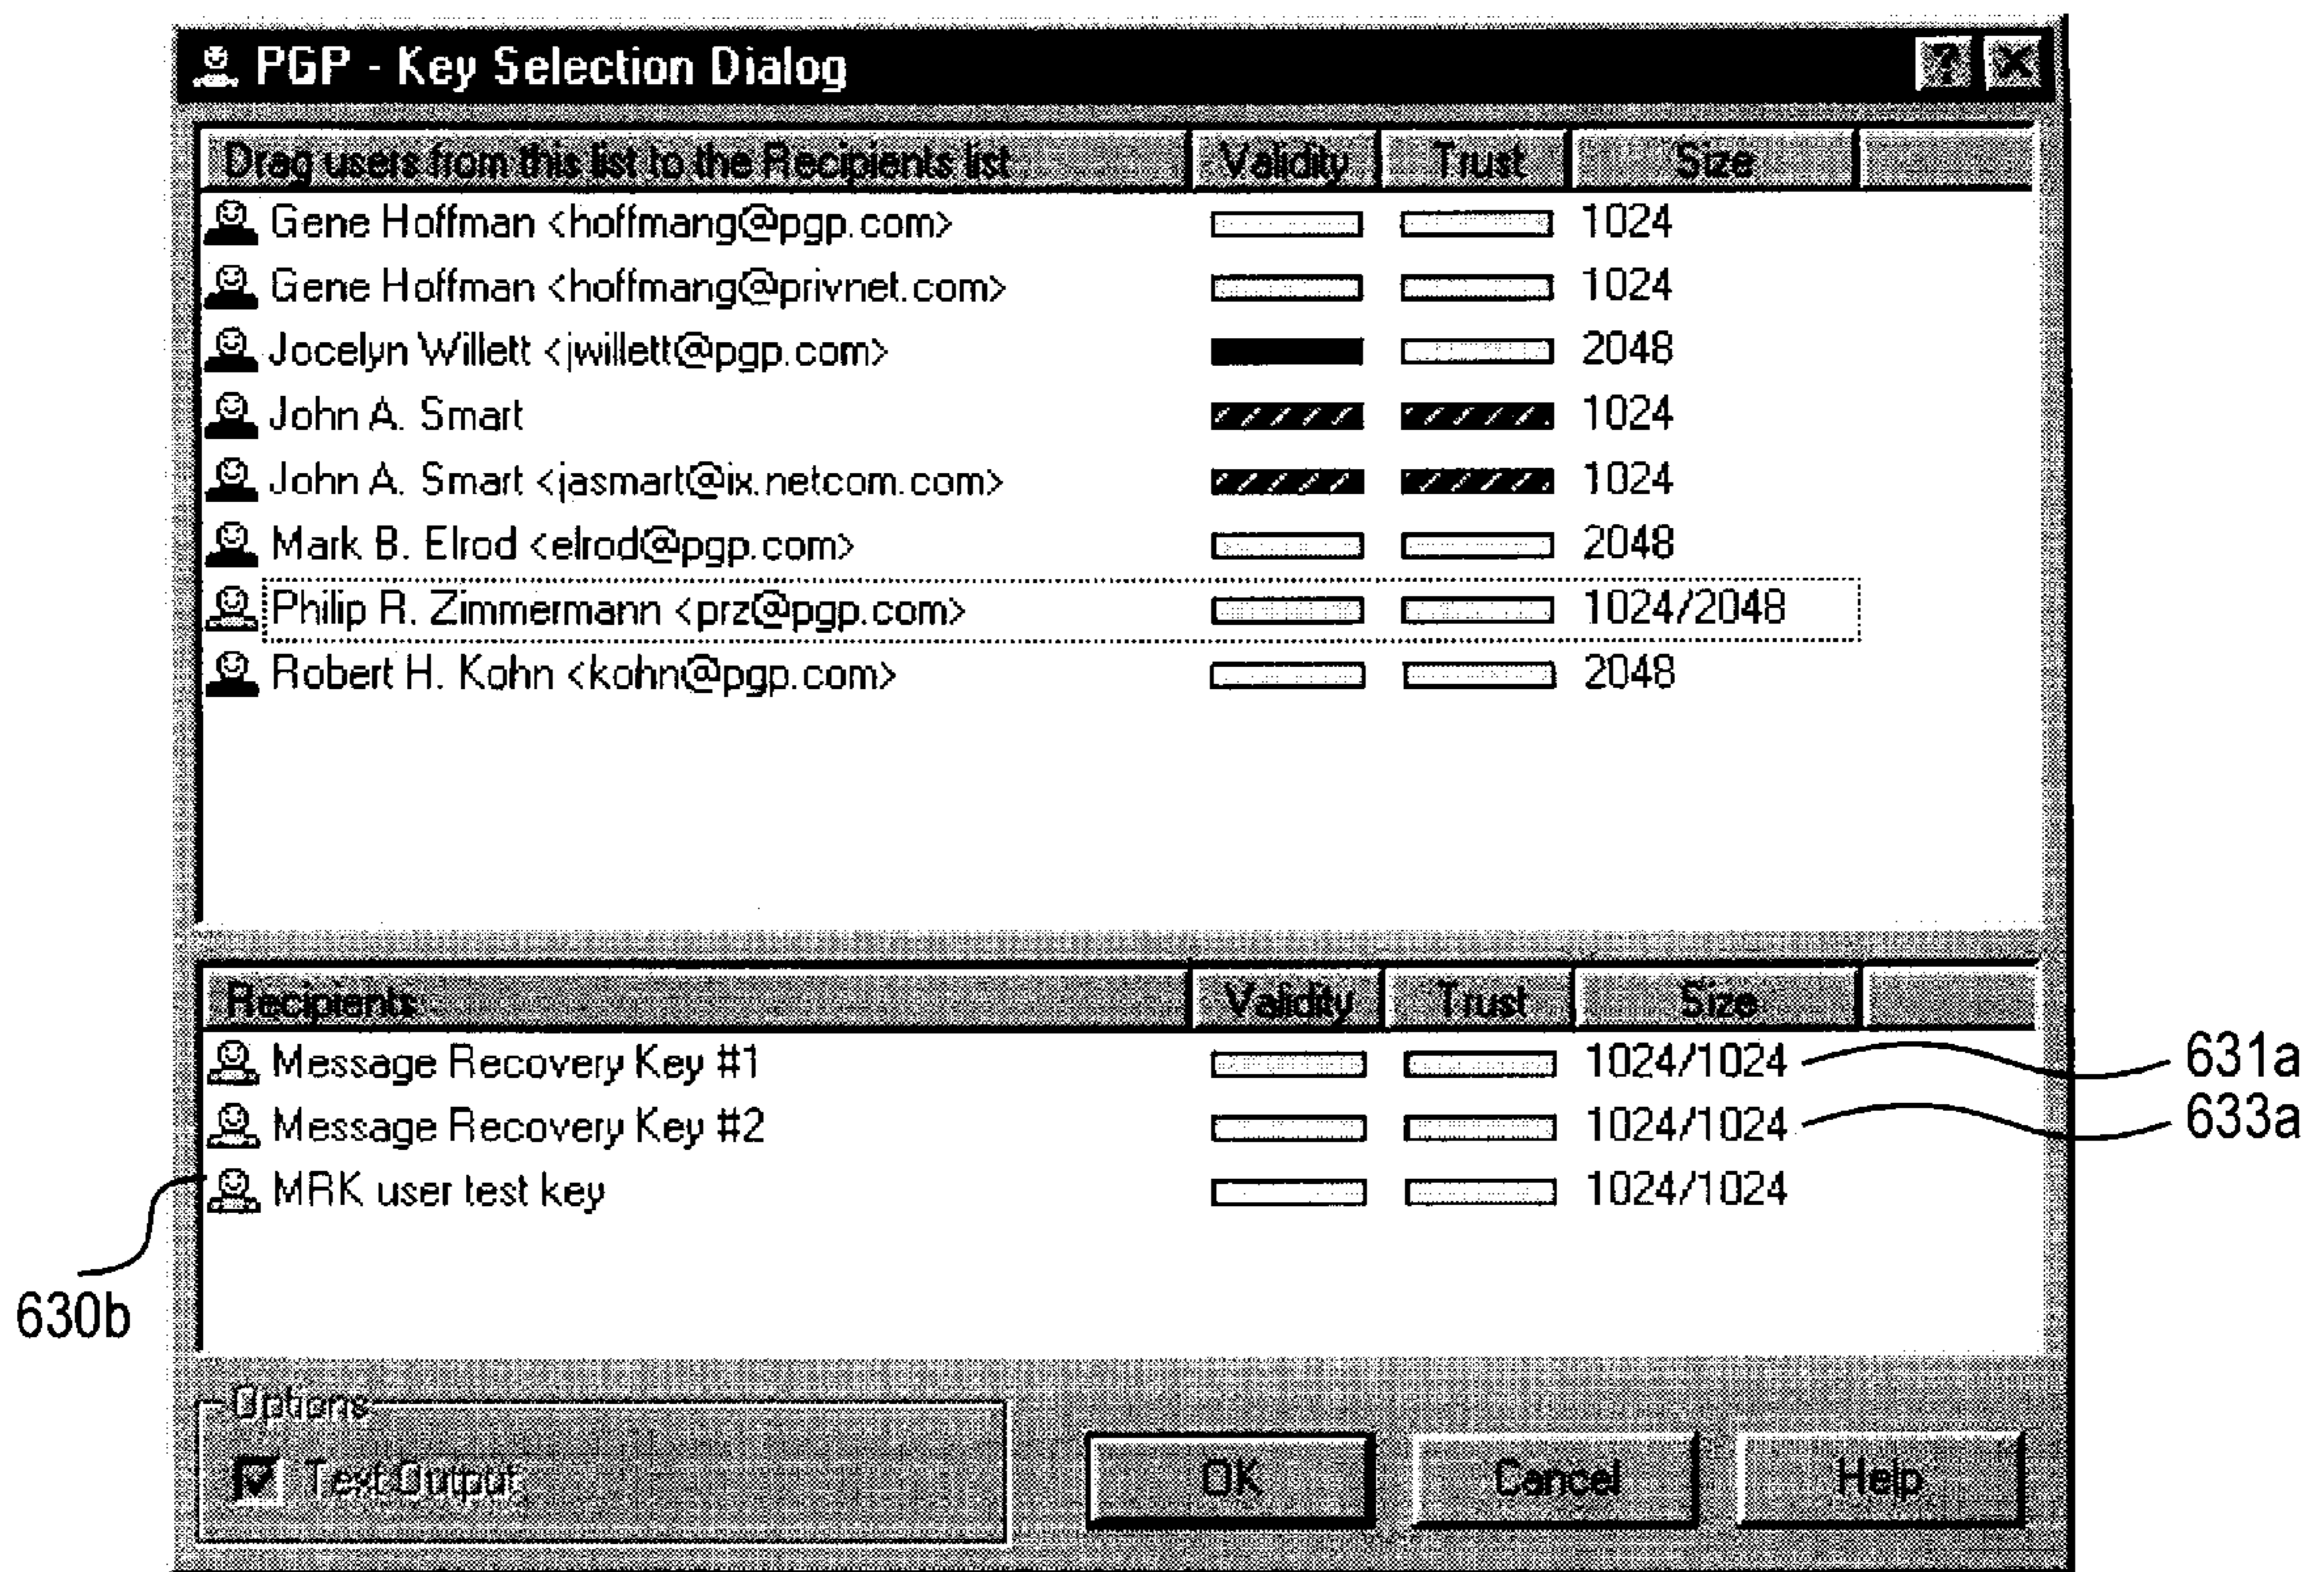 PGP - Key Selection Dialog ? X
Drag users from this list to the Recipients list Validity Trust Size
Gene Hoffman <hoffmang@pgp.com> 1024
Gene Hoffman <hoffmang@privnet.com> 1024
Jocelyn Willett <jwillett@pgp.com> 2048
John A. Smart 1024
John A. Smart <jasmart@ix.netcom.com> 1024
Mark B. Elrod <elrod@pgp.com> 2048
Philip R. Zimmermann <prz@pgp.com> 1024/2048
Robert H. Kohn <kohn@pgp.com> 2048
Recipients Validity Trust Size
Message Recovery Key #1 1024/1024 631a
Message Recovery Key #2 1024/1024 633a
MRK user test key 1024/1024
630b
Options
Text Output OK Cancel Help